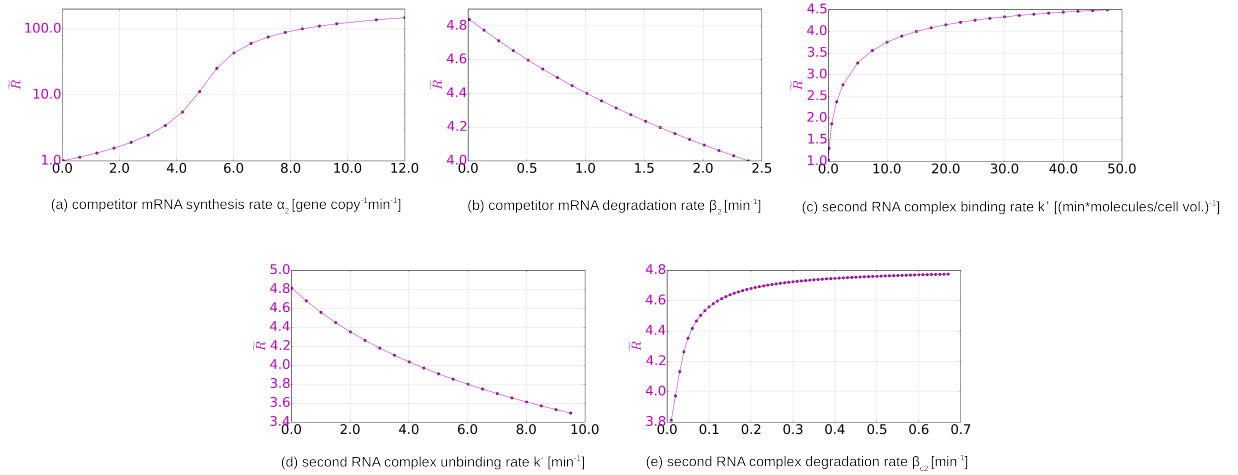 100.0
10.0
1.0
R̃
0.0 2.0 4.0 6.0 8.0 10.0 12.0
(a) competitor mRNA synthesis rate α₂ [gene copy⁻¹min⁻¹]
4.8
4.6
4.4
4.2
4.0
R̃
0.0 0.5 1.0 1.5 2.0 2.5
(b) competitor mRNA degradation rate β₂ [min⁻¹]
4.5
4.0
3.5
3.0
2.5
2.0
1.5
1.0
R̃
0.0 10.0 20.0 30.0 40.0 50.0
(c) second RNA complex binding rate k⁺ [(min*molecules/cell vol.)⁻¹]
5.0
4.8
4.6
4.4
4.2
4.0
3.8
3.6
3.4
R̃
0.0 2.0 4.0 6.0 8.0 10.0
(d) second RNA complex unbinding rate k⁻ [min⁻¹]
4.8
4.6
4.4
4.2
4.0
3.8
R̃
0.0 0.1 0.2 0.3 0.4 0.5 0.6 0.7
(e) second RNA complex degradation rate β_c2 [min⁻¹]